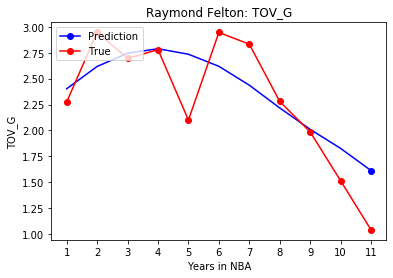 Raymond Felton: TOV_G
Prediction
True
TOV_G
3.00
2.75
2.50
2.25
2.00
1.75
1.50
1.25
1.00
1 2 3 4 5 6 7 8 9 10 11
Years in NBA